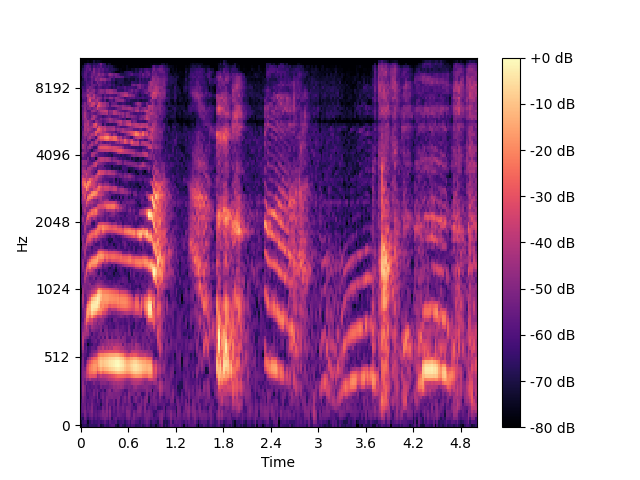 8192
4096
2048
1024
512
0
Hz
0
0.6
1.2
1.8
2.4
3
3.6
4.2
4.8
Time
+0 dB
-10 dB
-20 dB
-30 dB
-40 dB
-50 dB
-60 dB
-70 dB
-80 dB